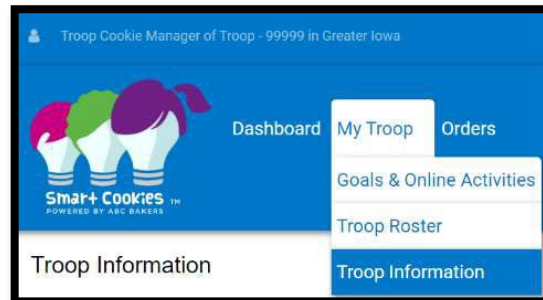 Troop Cookie Manager of Troop - 99999 in Greater Iowa
Dashboard My Troop Orders
Goals & Online Activities
Troop Roster
Troop Information
Smart Cookies TM
POWERED BY ABC BAKERS
Troop Information